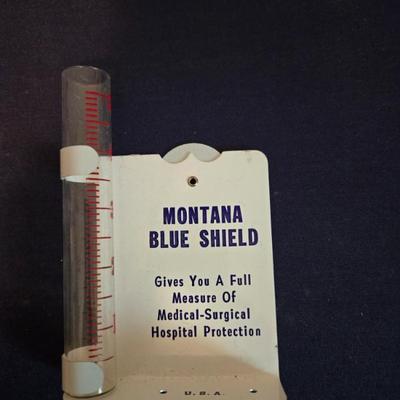 MONTANA
BLUE SHIELD
Gives You A Full
Measure Of
Medical-Surgical
Hospital Protection
U.S.A.